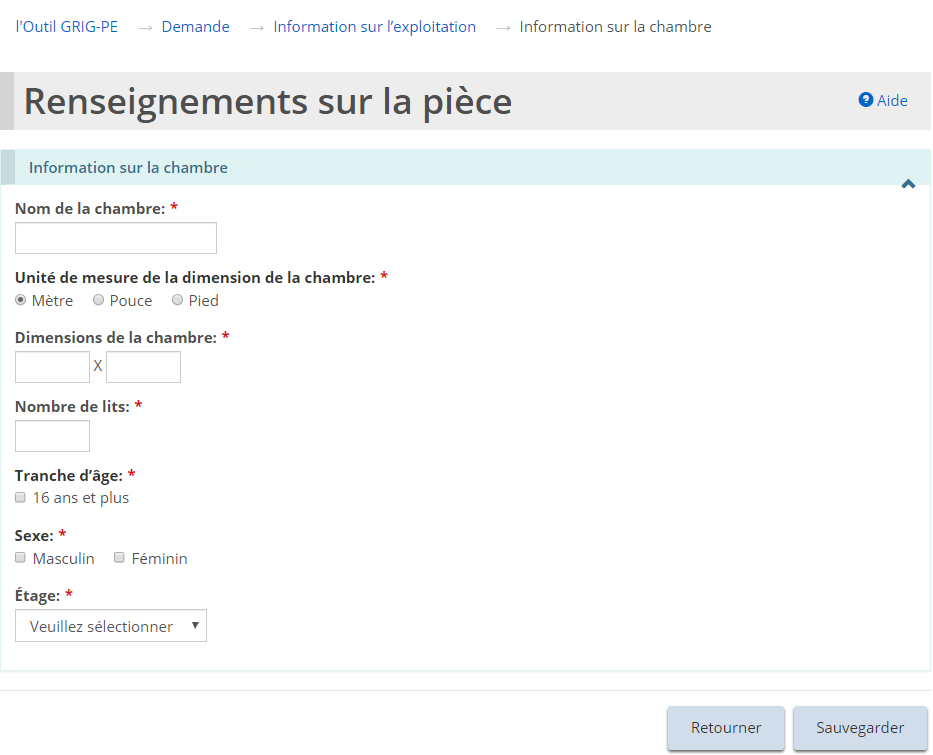 l'Outil GRIG-PE → Demande → Information sur l’exploitation → Information sur la chambre
Renseignements sur la pièce
? Aide
Information sur la chambre
Nom de la chambre: *
Unité de mesure de la dimension de la chambre: *
Mètre Pouce Pied
Dimensions de la chambre: *
X
Nombre de lits: *
Tranche d’âge: *
16 ans et plus
Sexe: *
Masculin Féminin
Étage: *
Veuillez sélectionner ▼
Retourner Sauvegarder